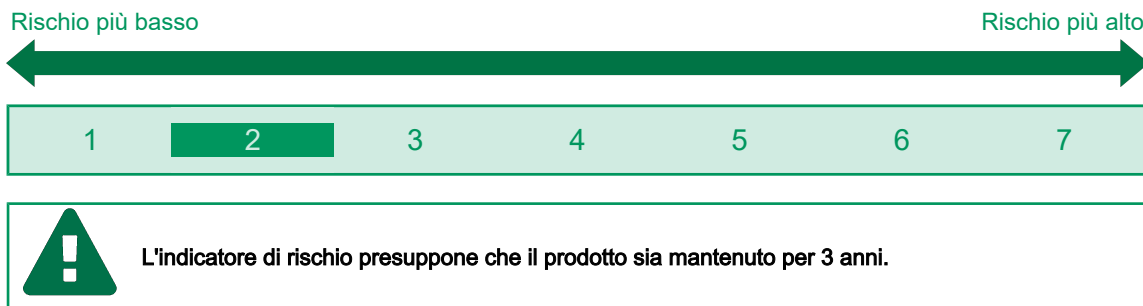 Rischio più basso Rischio più alto
1 2 3 4 5 6 7
L'indicatore di rischio presuppone che il prodotto sia mantenuto per 3 anni.